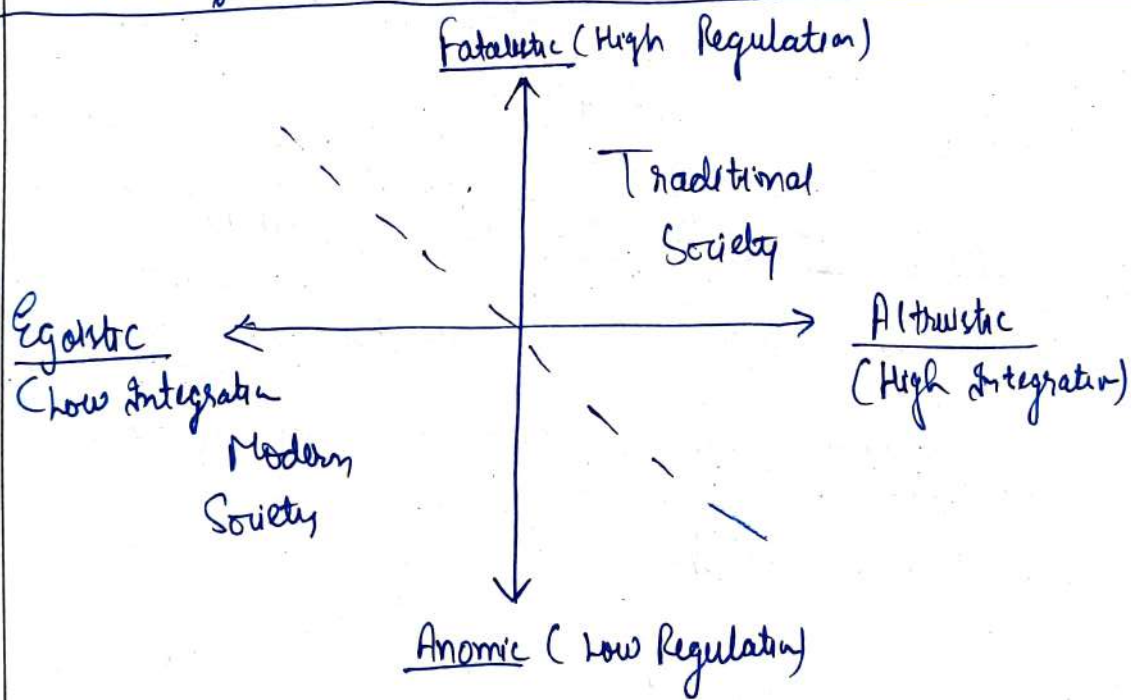 Fatalistic (High Regulation)
Traditional
Society
Egoistic
(Low Integration
Modern
Society
Altruistic
(High Integration)
Anomic (Low Regulation)